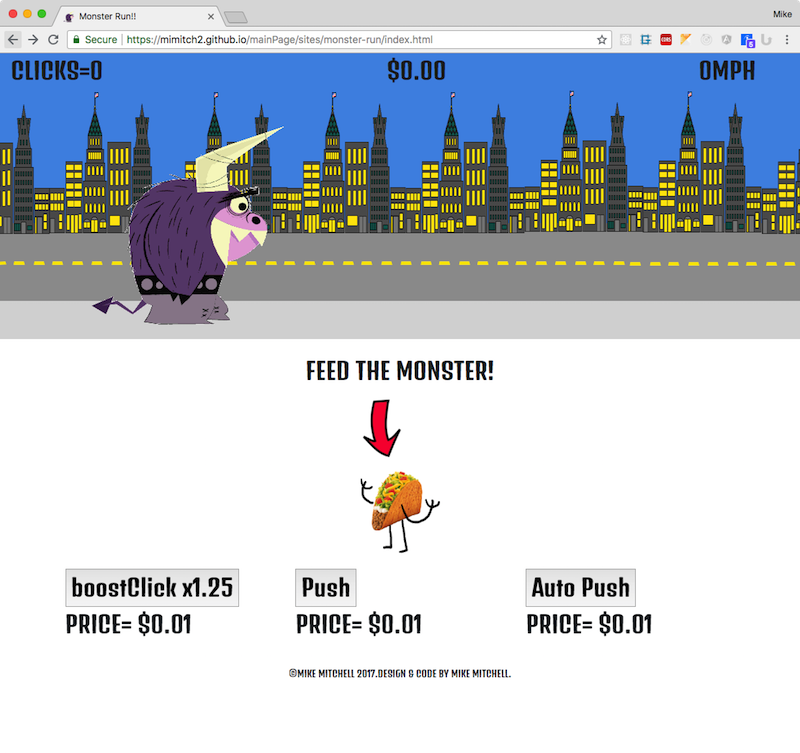 Monster Run!!
Mike
Secure https://mimitch2.github.io/mainPage/sites/monster-run/index.html
CLICKS=0 $0.00 0MPH
FEED THE MONSTER!
boostClick x1.25 Push Auto Push
PRICE= $0.01 PRICE= $0.01 PRICE= $0.01
©MIKE MITCHELL 2017.DESIGN & CODE BY MIKE MITCHELL.